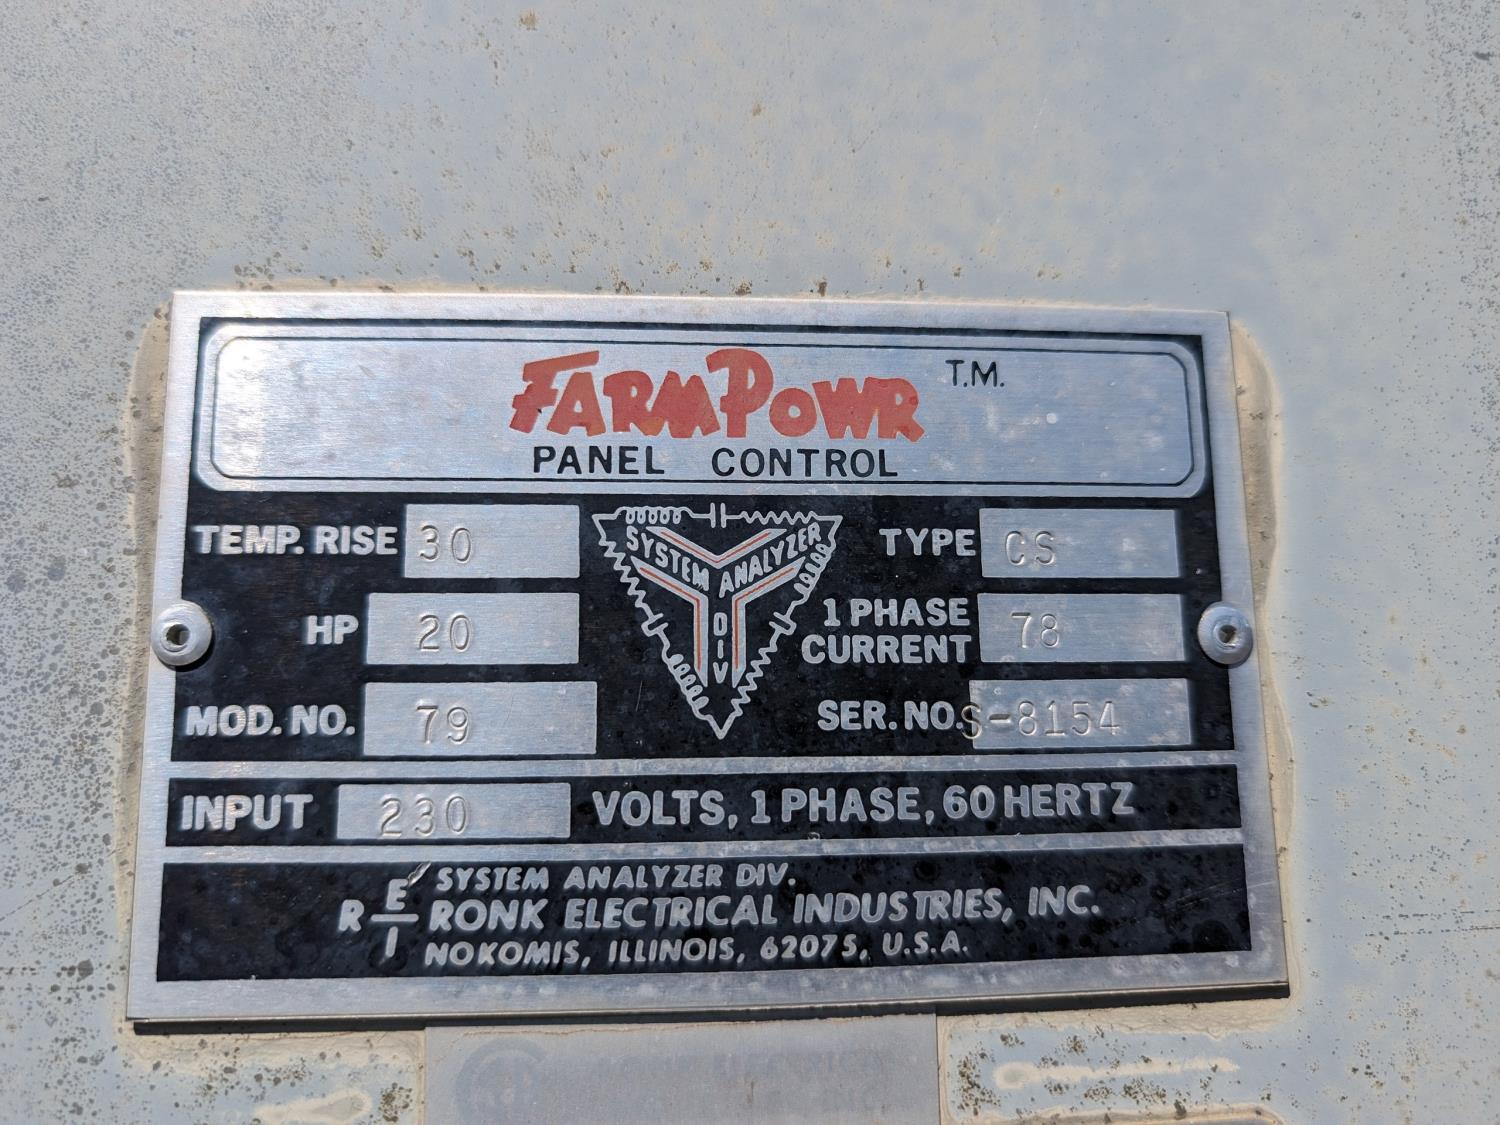 FARMPOWR T.M.
PANEL CONTROL
TEMP. RISE 30
HP 20
MOD. NO. 79
SYSTEM ANALYZER
DIV
TYPE CS
1 PHASE
CURRENT 78
SER. NO. S-8154
INPUT 230 VOLTS, 1 PHASE, 60 HERTZ
R E/I
SYSTEM ANALYZER DIV.
RONK ELECTRICAL INDUSTRIES, INC.
NOKOMIS, ILLINOIS, 62075, U.S.A.